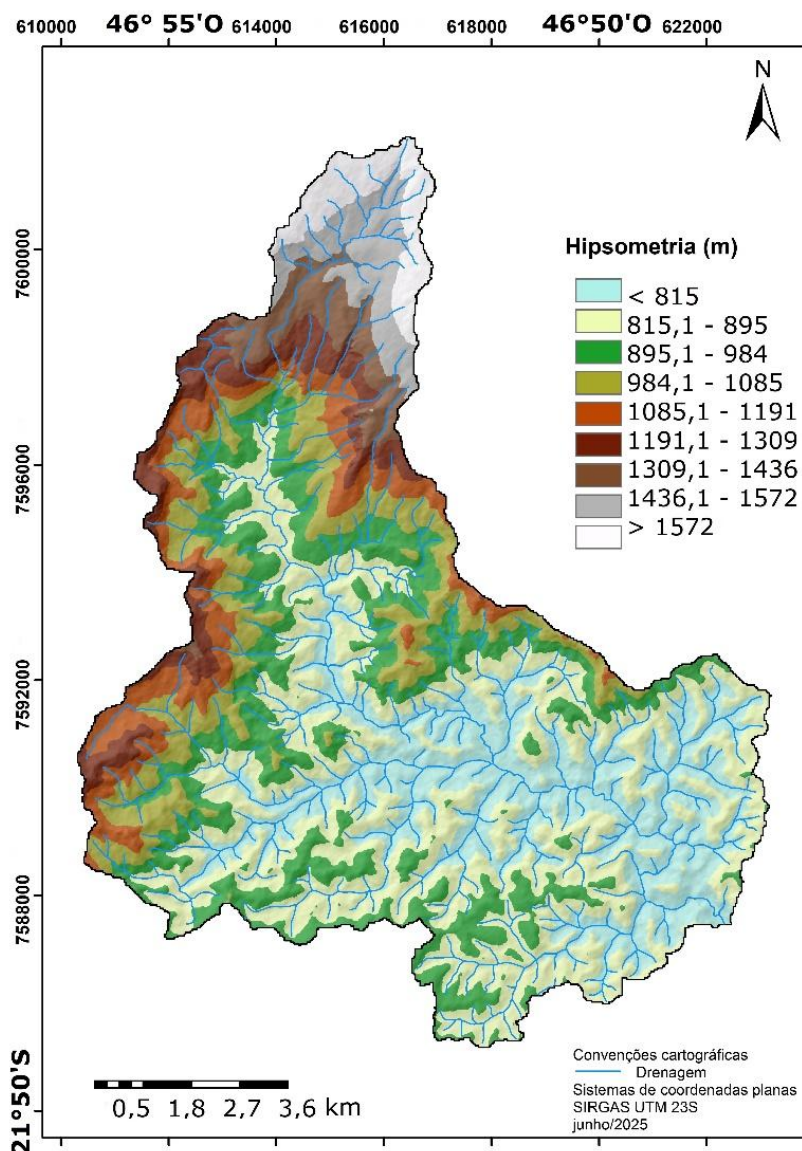 610000 46° 55'O 614000 616000 618000 46°50'O 622000
N
7600000
7596000
7592000
7588000
21°50'S
Hipsometria (m)
< 815
815,1 - 895
895,1 - 984
984,1 - 1085
1085,1 - 1191
1191,1 - 1309
1309,1 - 1436
1436,1 - 1572
> 1572
0,5 1,8 2,7 3,6 km
Convenções cartográficas
Drenagem
Sistemas de coordenadas planas
SIRGAS UTM 23S
junho/2025